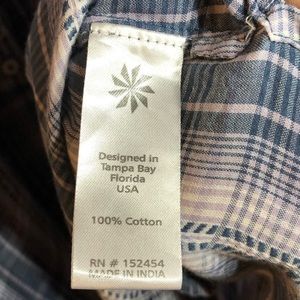 Designed in
Tampa Bay
Florida
USA
100% Cotton
RN # 152454
MADE IN INDIA